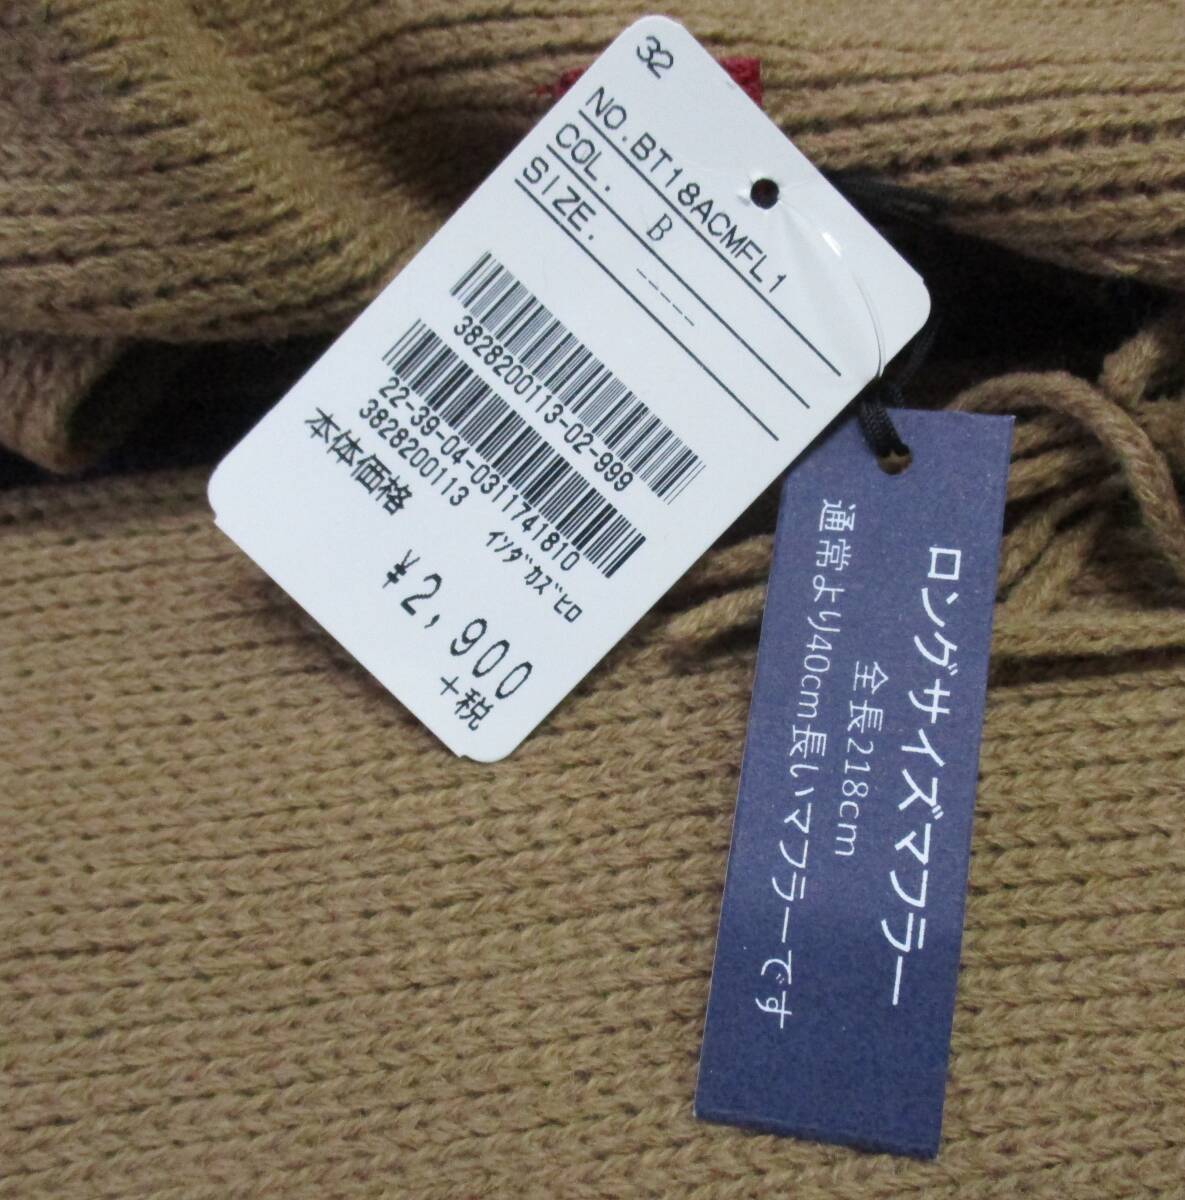 32
NO.BT18ACMFL1
COL. B
SIZE. -----
3828200113-02-999
22-39-04-0311741810
3828200113
イソダカズヒロ
本体価格
¥2,900
+税
ロングサイズマフラー
全長218cm
通常より40cm長いマフラーです